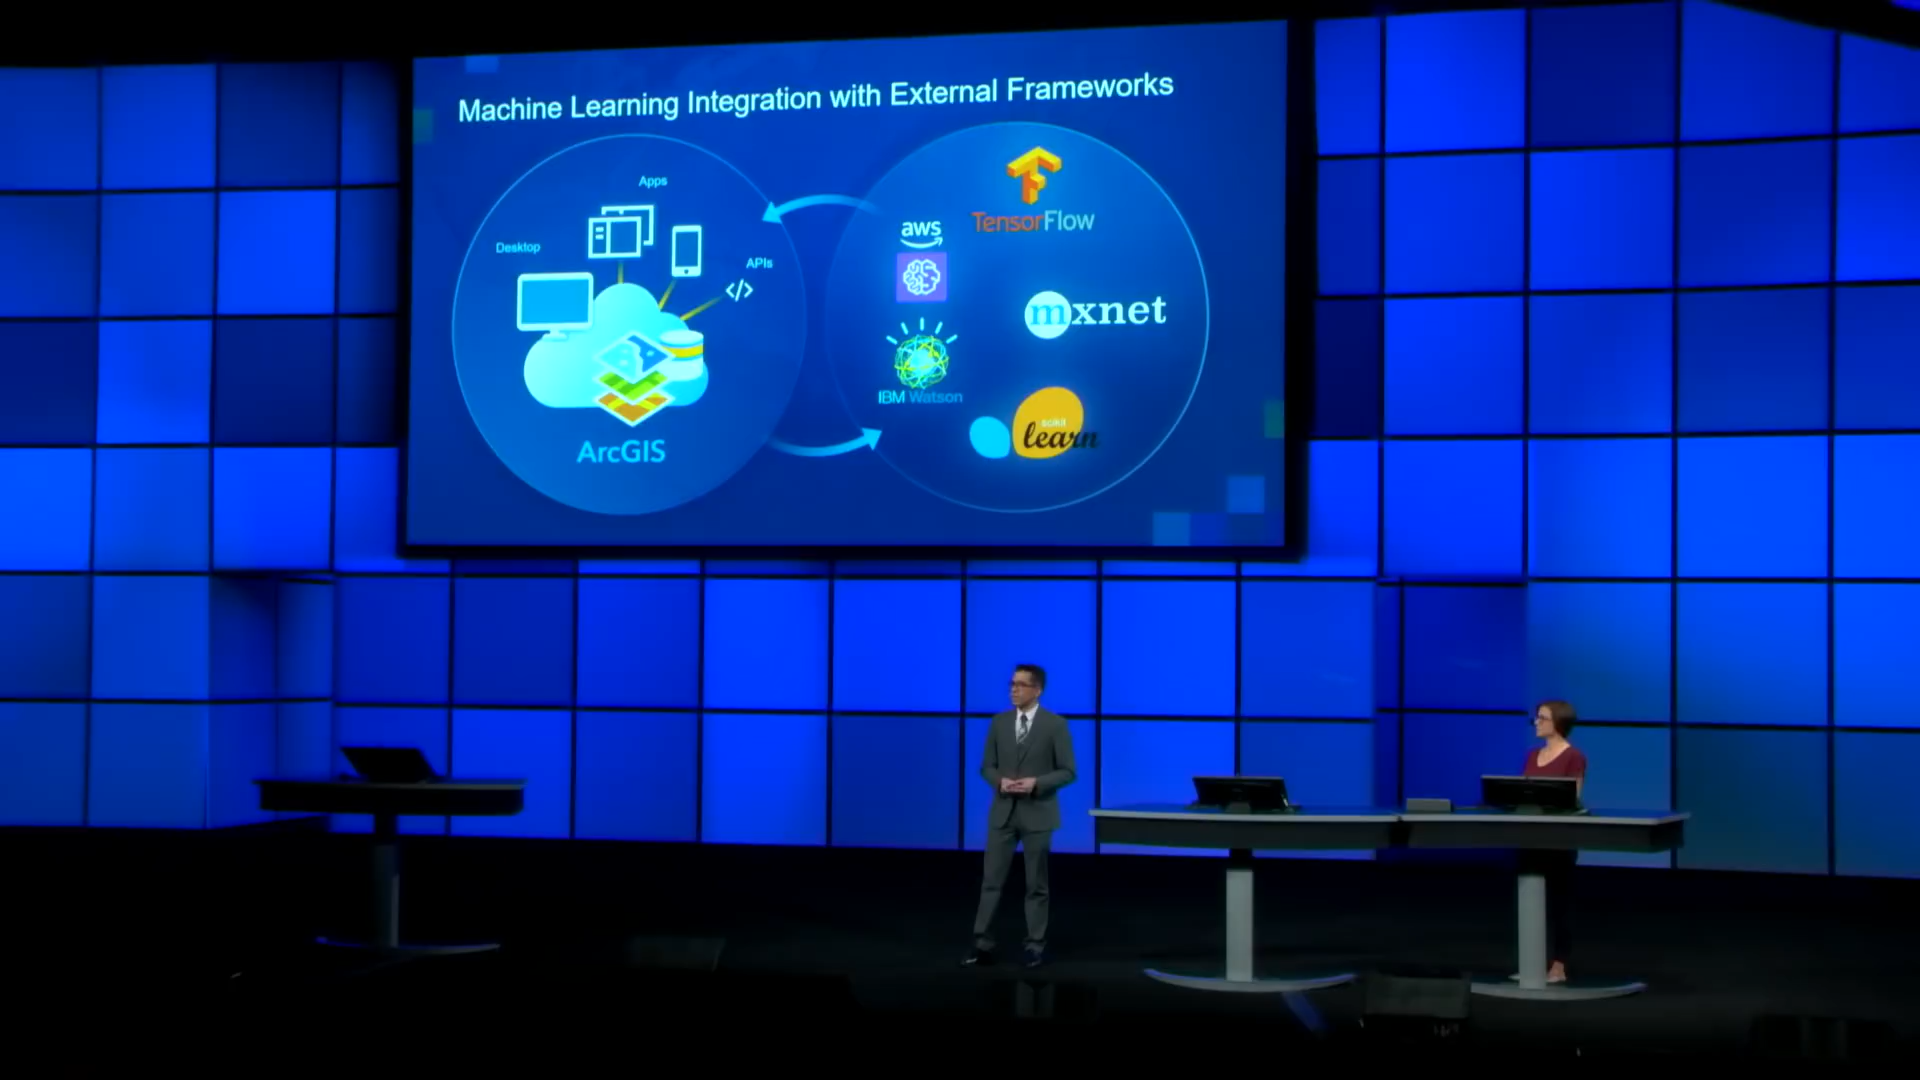 Machine Learning Integration with External Frameworks
Apps
Desktop
APIs
</>
ArcGIS
TensorFlow
aws
mxnet
IBM Watson
scikit
learn